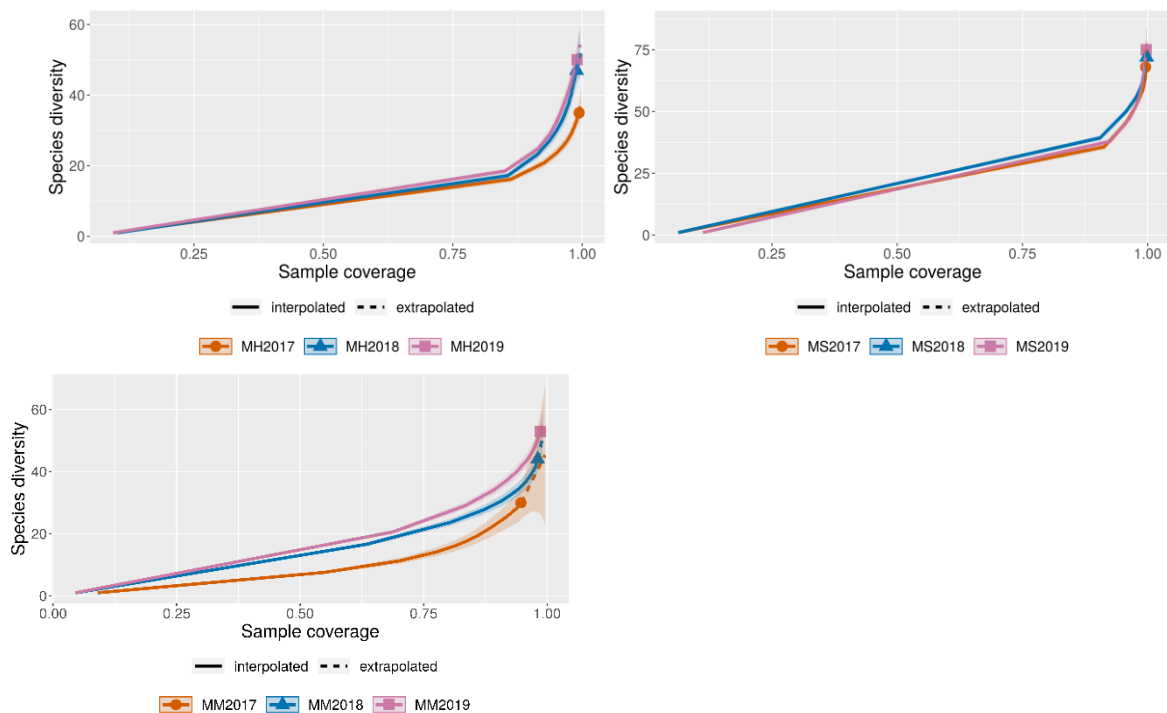 60
40
20
0
Species diversity
0.25 0.50 0.75 1.00
Sample coverage
interpolated extrapolated
MH2017 MH2018 MH2019
75
50
25
0
Species diversity
0.25 0.50 0.75 1.00
Sample coverage
interpolated extrapolated
MS2017 MS2018 MS2019
60
40
20
0
Species diversity
0.00 0.25 0.50 0.75 1.00
Sample coverage
interpolated extrapolated
MM2017 MM2018 MM2019